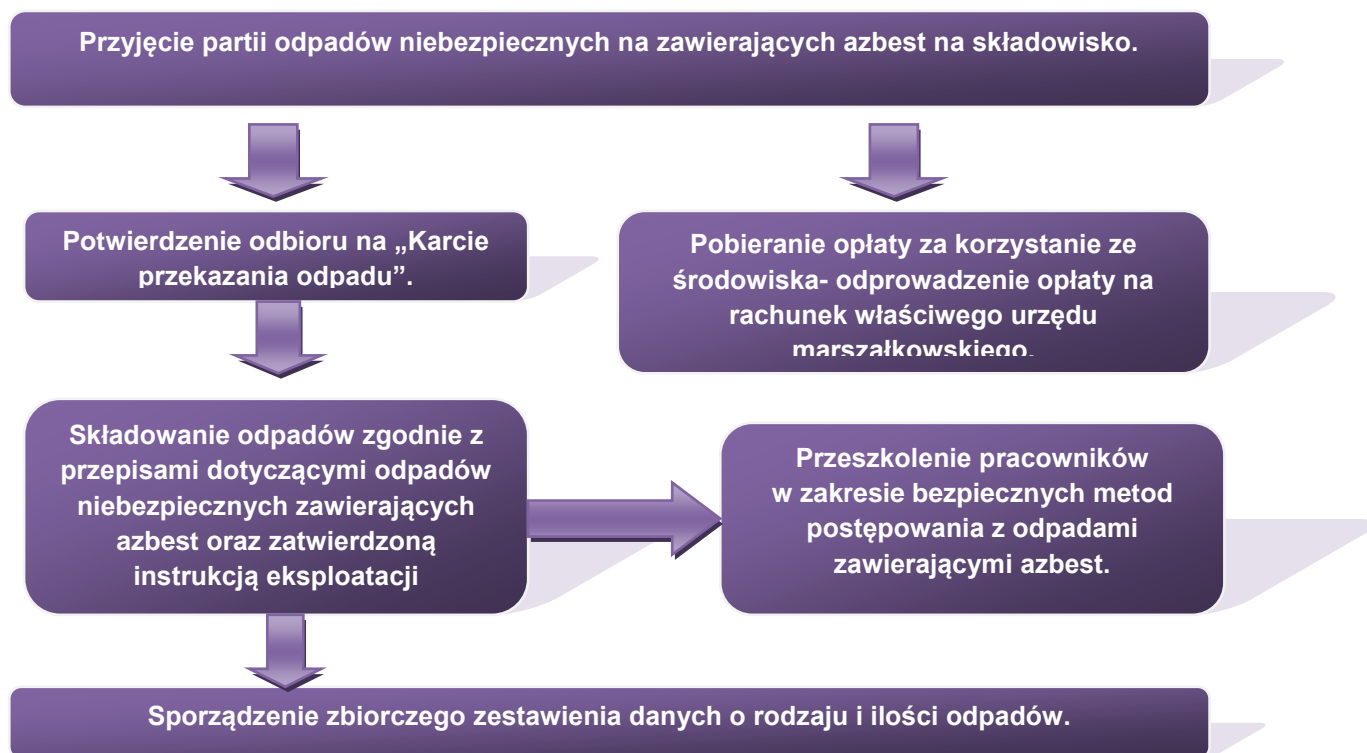 Przyjęcie partii odpadów niebezpiecznych na zawierających azbest na składowisko.
Potwierdzenie odbioru na „Karcie
przekazania odpadu”.
Pobieranie opłaty za korzystanie ze
środowiska- odprowadzenie opłaty na
rachunek właściwego urzędu
marszałkowskiego.
Składowanie odpadów zgodnie z
przepisami dotyczącymi odpadów
niebezpiecznych zawierających
azbest oraz zatwierdzoną
instrukcją eksploatacji
Przeszkolenie pracowników
w zakresie bezpiecznych metod
postępowania z odpadami
zawierającymi azbest.
Sporządzenie zbiorczego zestawienia danych o rodzaju i ilości odpadów.